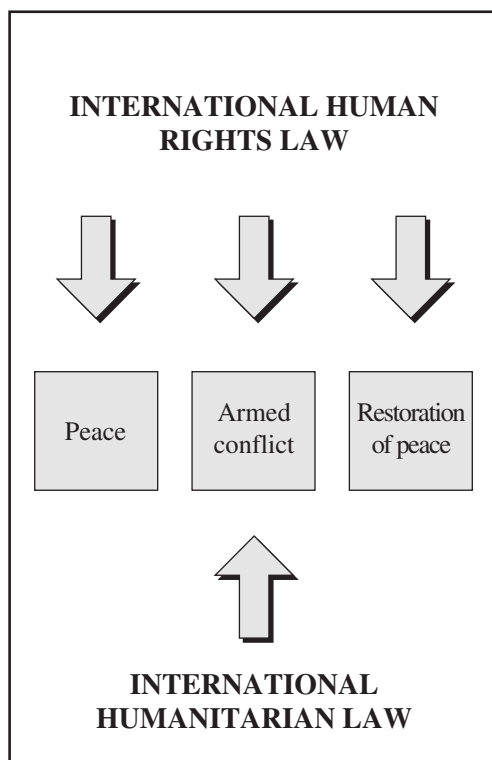 INTERNATIONAL HUMAN
RIGHTS LAW
Peace
Armed
conflict
Restoration
of peace
INTERNATIONAL
HUMANITARIAN LAW